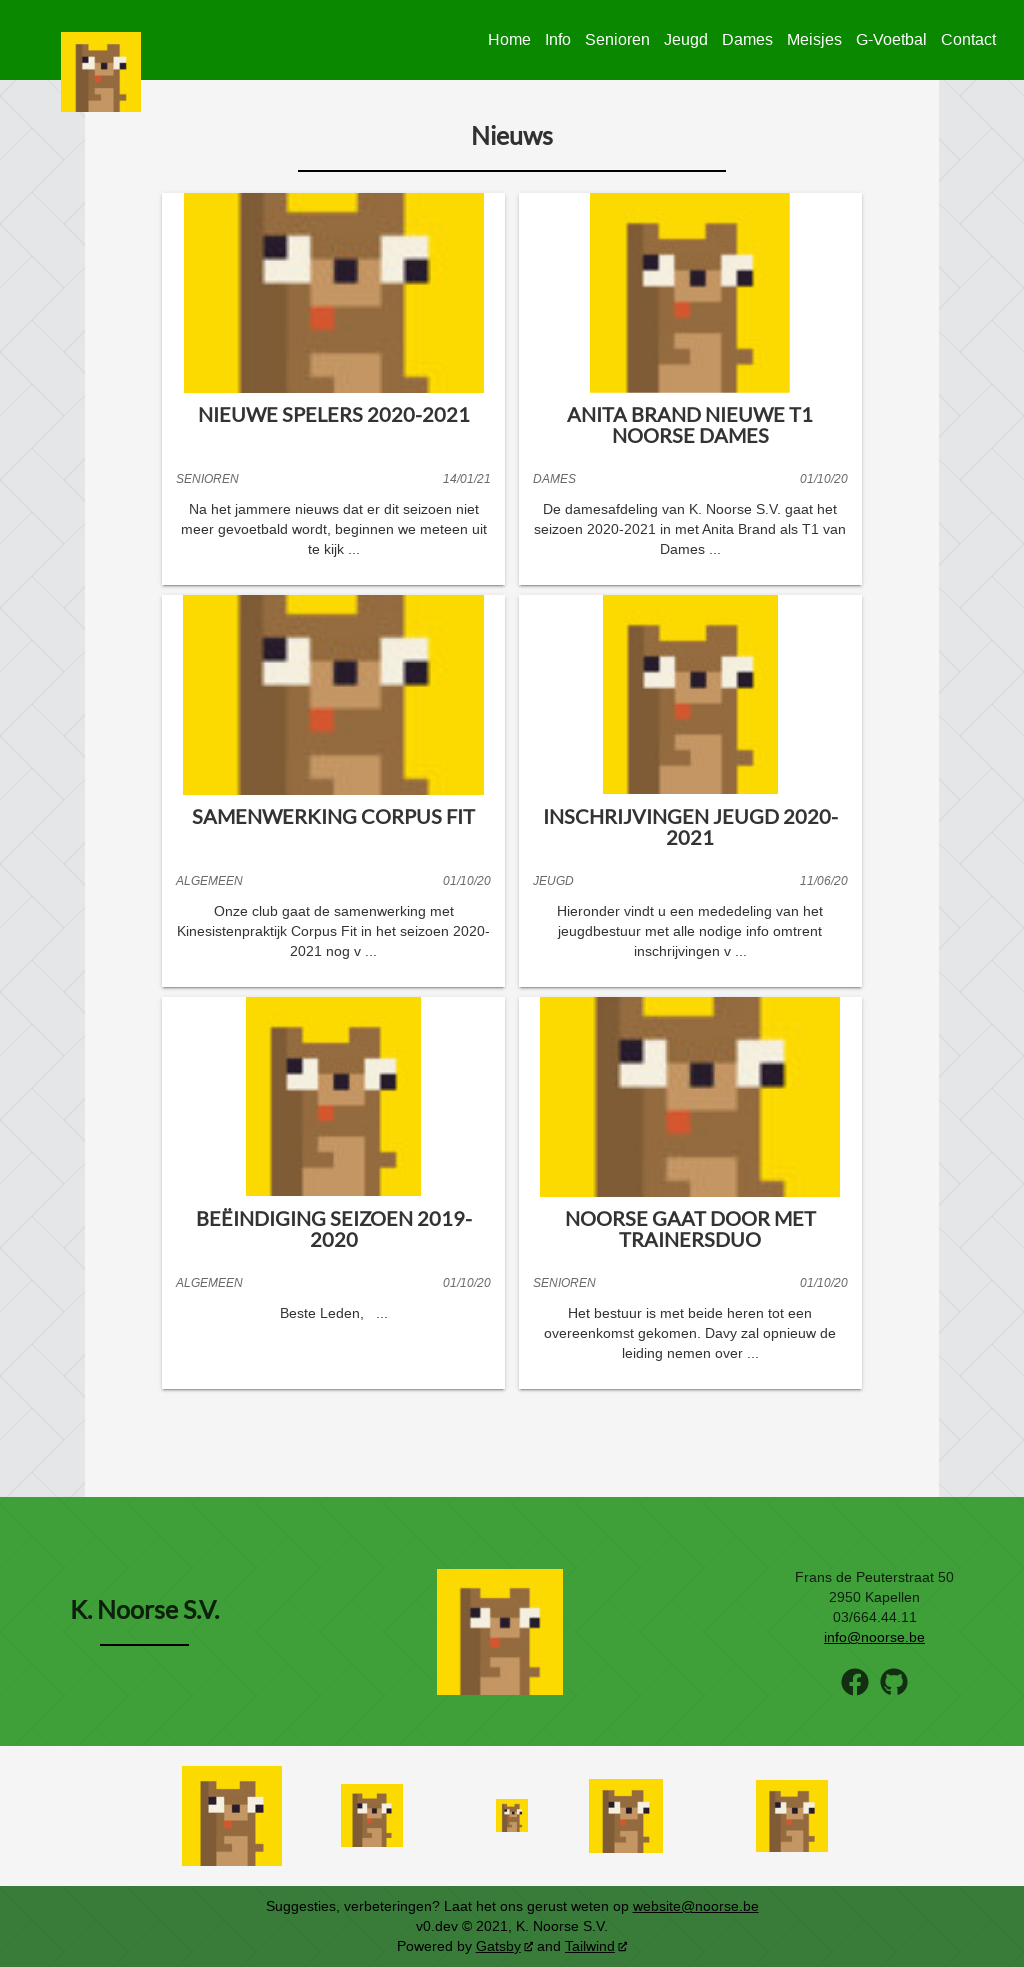 Home Info Senioren Jeugd Dames Meisjes G-Voetbal Contact
Nieuws
NIEUWE SPELERS 2020-2021
SENIOREN 14/01/21
Na het jammere nieuws dat er dit seizoen niet
meer gevoetbald wordt, beginnen we meteen uit
te kijk ...
ANITA BRAND NIEUWE T1
NOORSE DAMES
DAMES 01/10/20
De damesafdeling van K. Noorse S.V. gaat het
seizoen 2020-2021 in met Anita Brand als T1 van
Dames ...
SAMENWERKING CORPUS FIT
ALGEMEEN 01/10/20
Onze club gaat de samenwerking met
Kinesistenpraktijk Corpus Fit in het seizoen 2020-
2021 nog v ...
INSCHRIJVINGEN JEUGD 2020-
2021
JEUGD 11/06/20
Hieronder vindt u een mededeling van het
jeugdbestuur met alle nodige info omtrent
inschrijvingen v ...
BEËINDIGING SEIZOEN 2019-
2020
ALGEMEEN 01/10/20
Beste Leden, ...
NOORSE GAAT DOOR MET
TRAINERSDUO
SENIOREN 01/10/20
Het bestuur is met beide heren tot een
overeenkomst gekomen. Davy zal opnieuw de
leiding nemen over ...
K. Noorse S.V.
Frans de Peuterstraat 50
2950 Kapellen
03/664.44.11
info@noorse.be
Suggesties, verbeteringen? Laat het ons gerust weten op website@noorse.be
v0.dev © 2021, K. Noorse S.V.
Powered by Gatsby and Tailwind